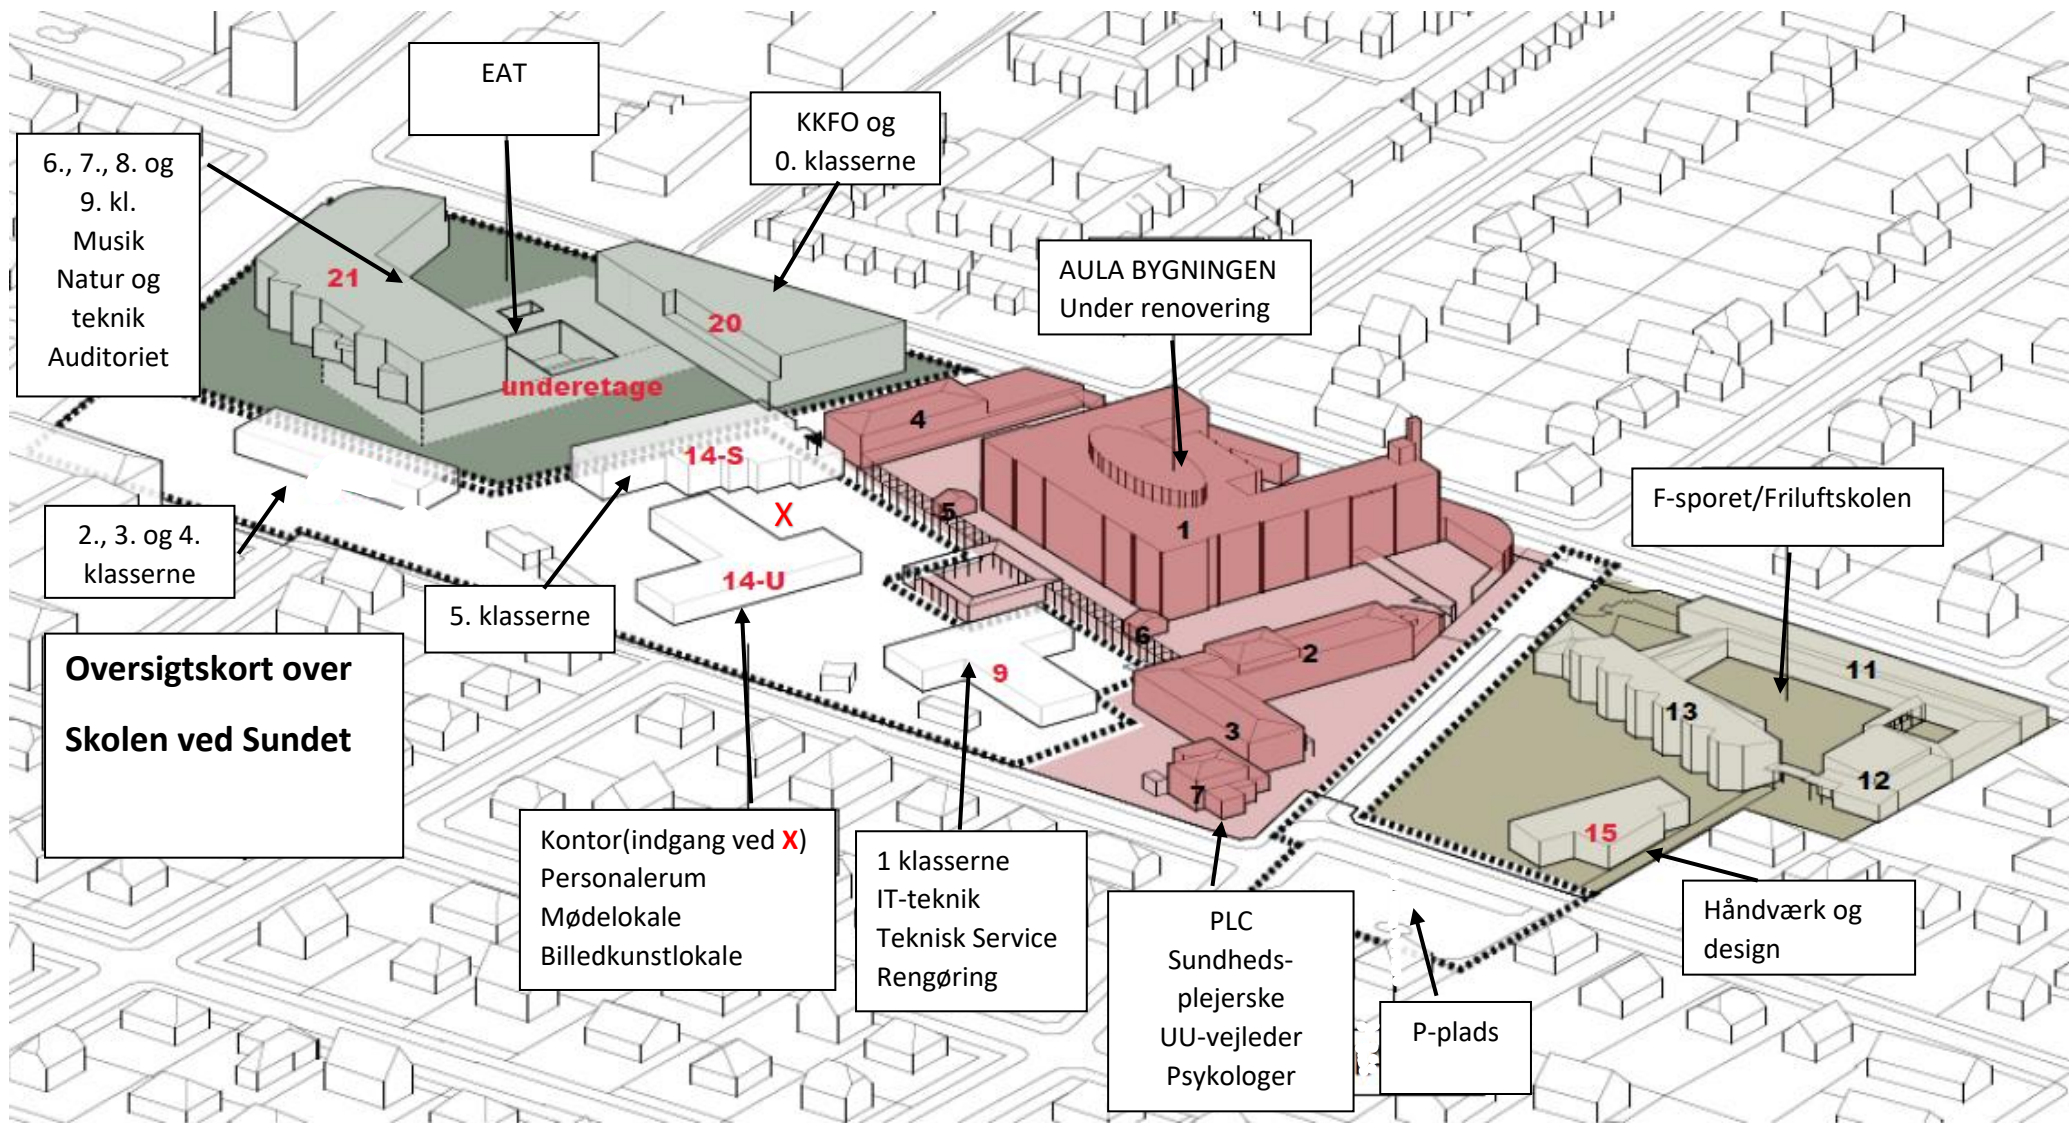 EAT
KKFO og
0. klasserne
6., 7., 8. og
9. kl.
Musik
Natur og
teknik
Auditoriet
21
20
underetage
AULA BYGNINGEN
Under renovering
4
14-S
X
5
1
F-sporet/Friluftskolen
2., 3. og 4.
klasserne
14-U
5. klasserne
6
2
9
11
13
3
12
7
15
Oversigtskort over
Skolen ved Sundet
Kontor(indgang ved X)
Personalerum
Mødelokale
Billedkunstlokale
1 klasserne
IT-teknik
Teknisk Service
Rengøring
PLC
Sundheds-
plejerske
UU-vejleder
Psykologer
P-plads
Håndværk og
design